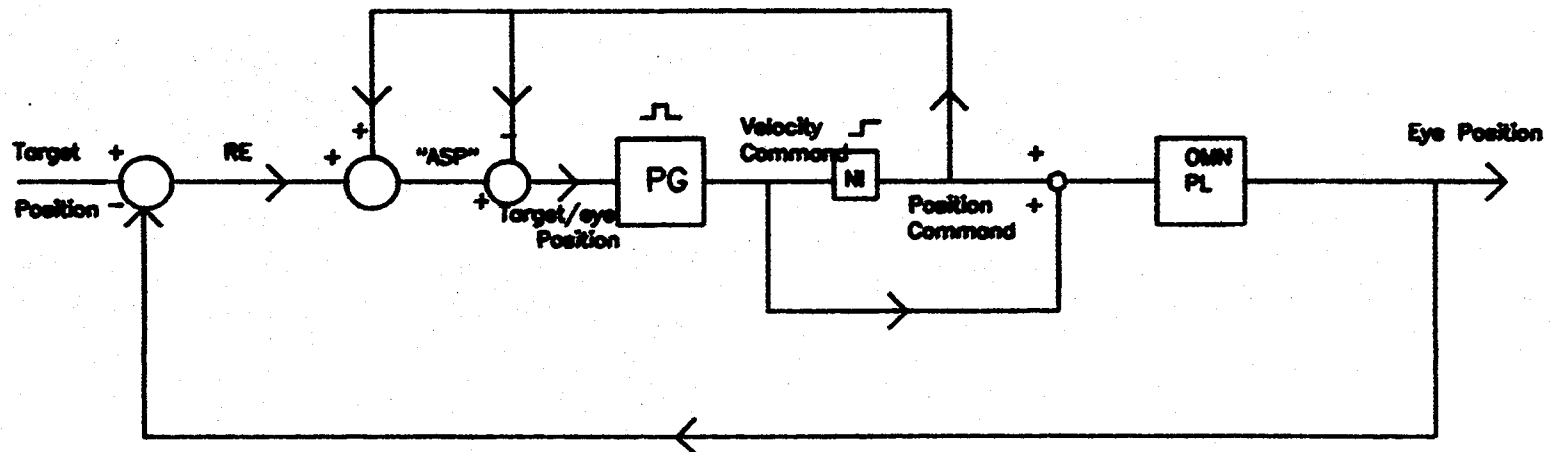 Target
Position
+
−
RE
+
+
"ASP"
−
+
Target/eye
Position
PG
Velocity
Command
NI
Position
Command
+
+
OMN
PL
Eye Position